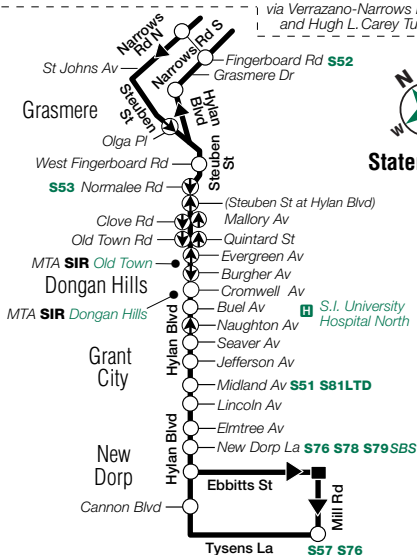 via Verrazano-Narrows
and Hugh L. Carey Tu
Narrows
Rd N
Narrows Rd S
St Johns Av
Fingerboard Rd S52
Grasmere Dr
Steuben
St
Hylan
Blvd
Grasmere
Olga Pl
N
W
West Fingerboard Rd
Steuben
St
State
S53 Normalee Rd
(Steuben St at Hylan Blvd)
Clove Rd
Mallory Av
Old Town Rd
Quintard St
MTA SIR Old Town
Evergreen Av
Burgher Av
Dongan Hills
Cromwell Av
MTA SIR Dongan Hills
Buel Av
H S.I. University
Hospital North
Naughton Av
Hylan Blvd
Seaver Av
Grant
City
Jefferson Av
Midland Av S51 S81LTD
Lincoln Av
Elmtree Av
Hylan Blvd
New Dorp La S76 S78 S79SBS
New
Dorp
Ebbitts St
Mill Rd
Cannon Blvd
Tysens La
S57 S76